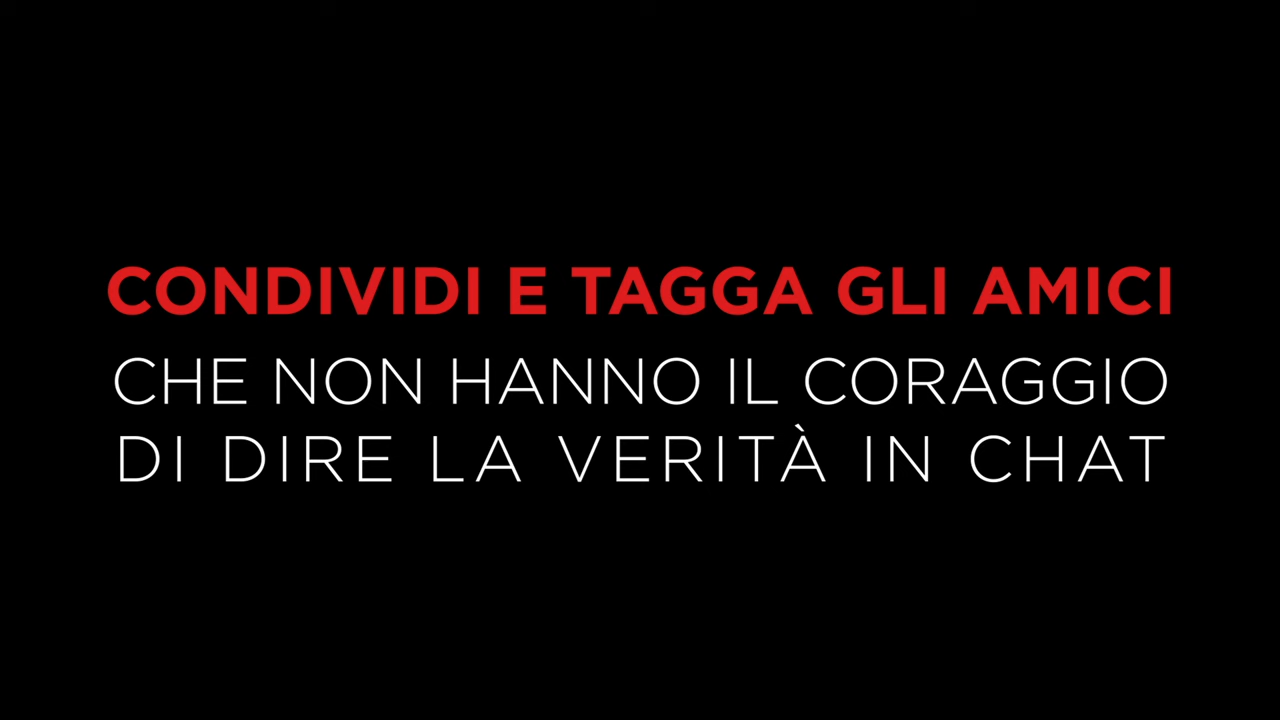 CONDIVIDI E TAGGA GLI AMICI
CHE NON HANNO IL CORAGGIO
DI DIRE LA VERITÀ IN CHAT